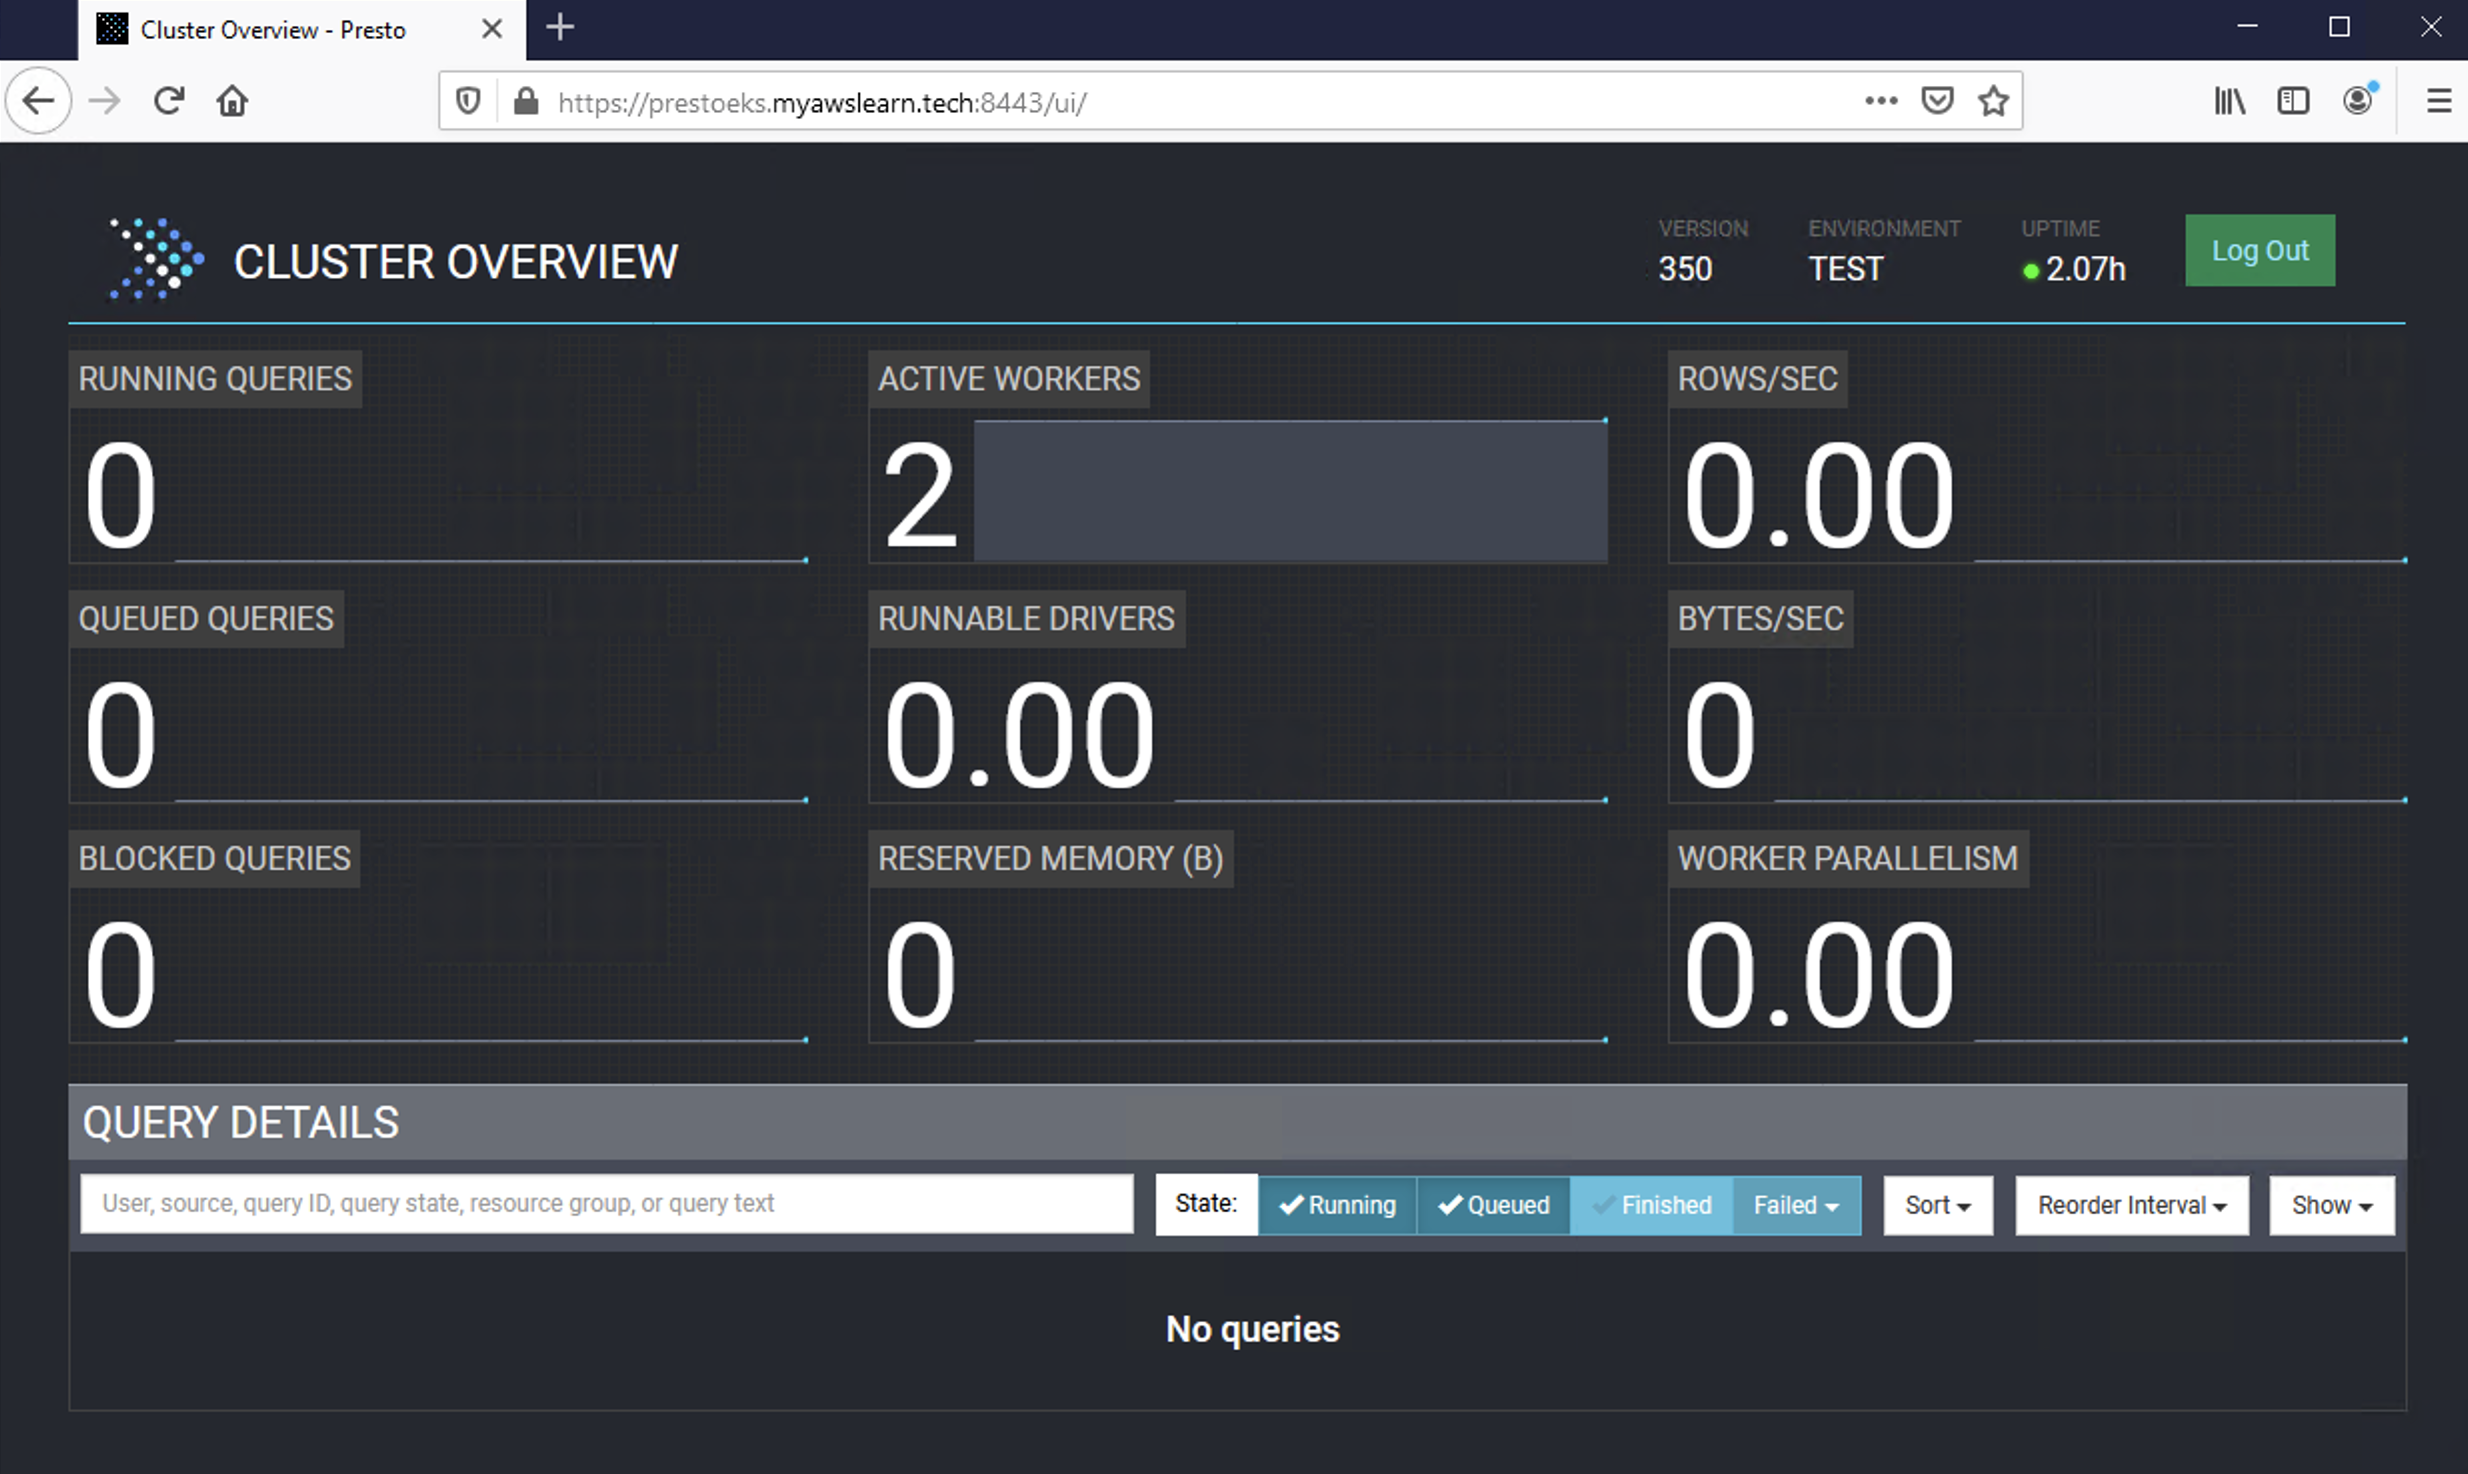 Cluster Overview - Presto
https://prestoeks.myawslearn.tech:8443/ui/
CLUSTER OVERVIEW
VERSION
350
ENVIRONMENT
TEST
UPTIME
2.07h
Log Out
RUNNING QUERIES
0
ACTIVE WORKERS
2
ROWS/SEC
0.00
QUEUED QUERIES
0
RUNNABLE DRIVERS
0.00
BYTES/SEC
0
BLOCKED QUERIES
0
RESERVED MEMORY (B)
0
WORKER PARALLELISM
0.00
QUERY DETAILS
User, source, query ID, query state, resource group, or query text
State: Running Queued Finished Failed Sort Reorder Interval Show
No queries